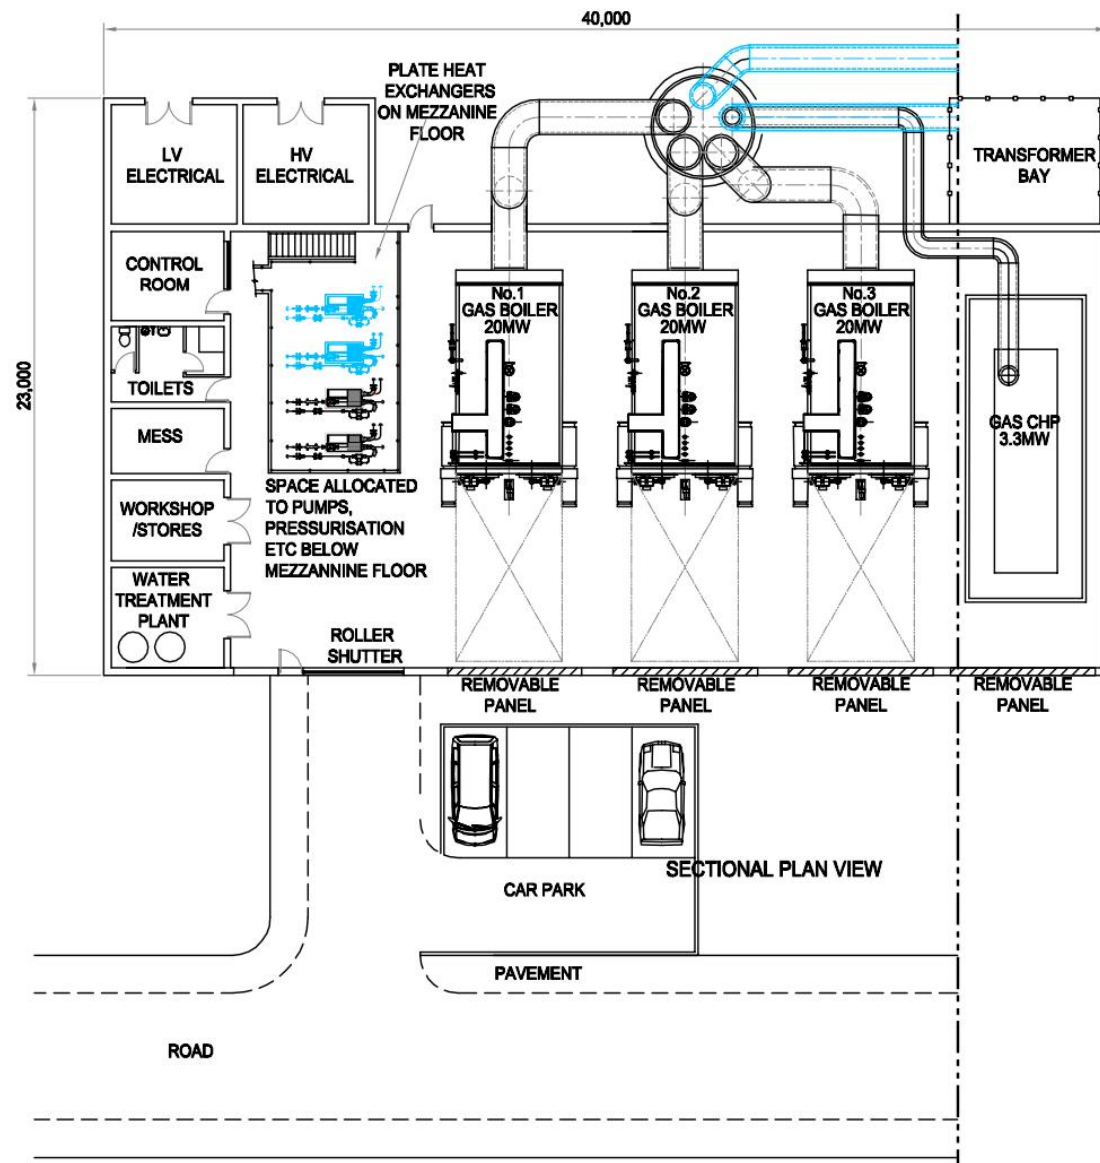 40,000
PLATE HEAT
EXCHANGERS
ON MEZZANINE
FLOOR
LV
ELECTRICAL
HV
ELECTRICAL
TRANSFORMER
BAY
23,000
CONTROL
ROOM
No.1
GAS BOILER
20MW
No.2
GAS BOILER
20MW
No.3
GAS BOILER
20MW
TOILETS
GAS CHP
3.3MW
MESS
SPACE ALLOCATED
TO PUMPS,
PRESSURISATION
ETC BELOW
MEZZANNINE FLOOR
WORKSHOP
/STORES
WATER
TREATMENT
PLANT
ROLLER
SHUTTER
REMOVABLE
PANEL
REMOVABLE
PANEL
REMOVABLE
PANEL
REMOVABLE
PANEL
SECTIONAL PLAN VIEW
CAR PARK
PAVEMENT
ROAD